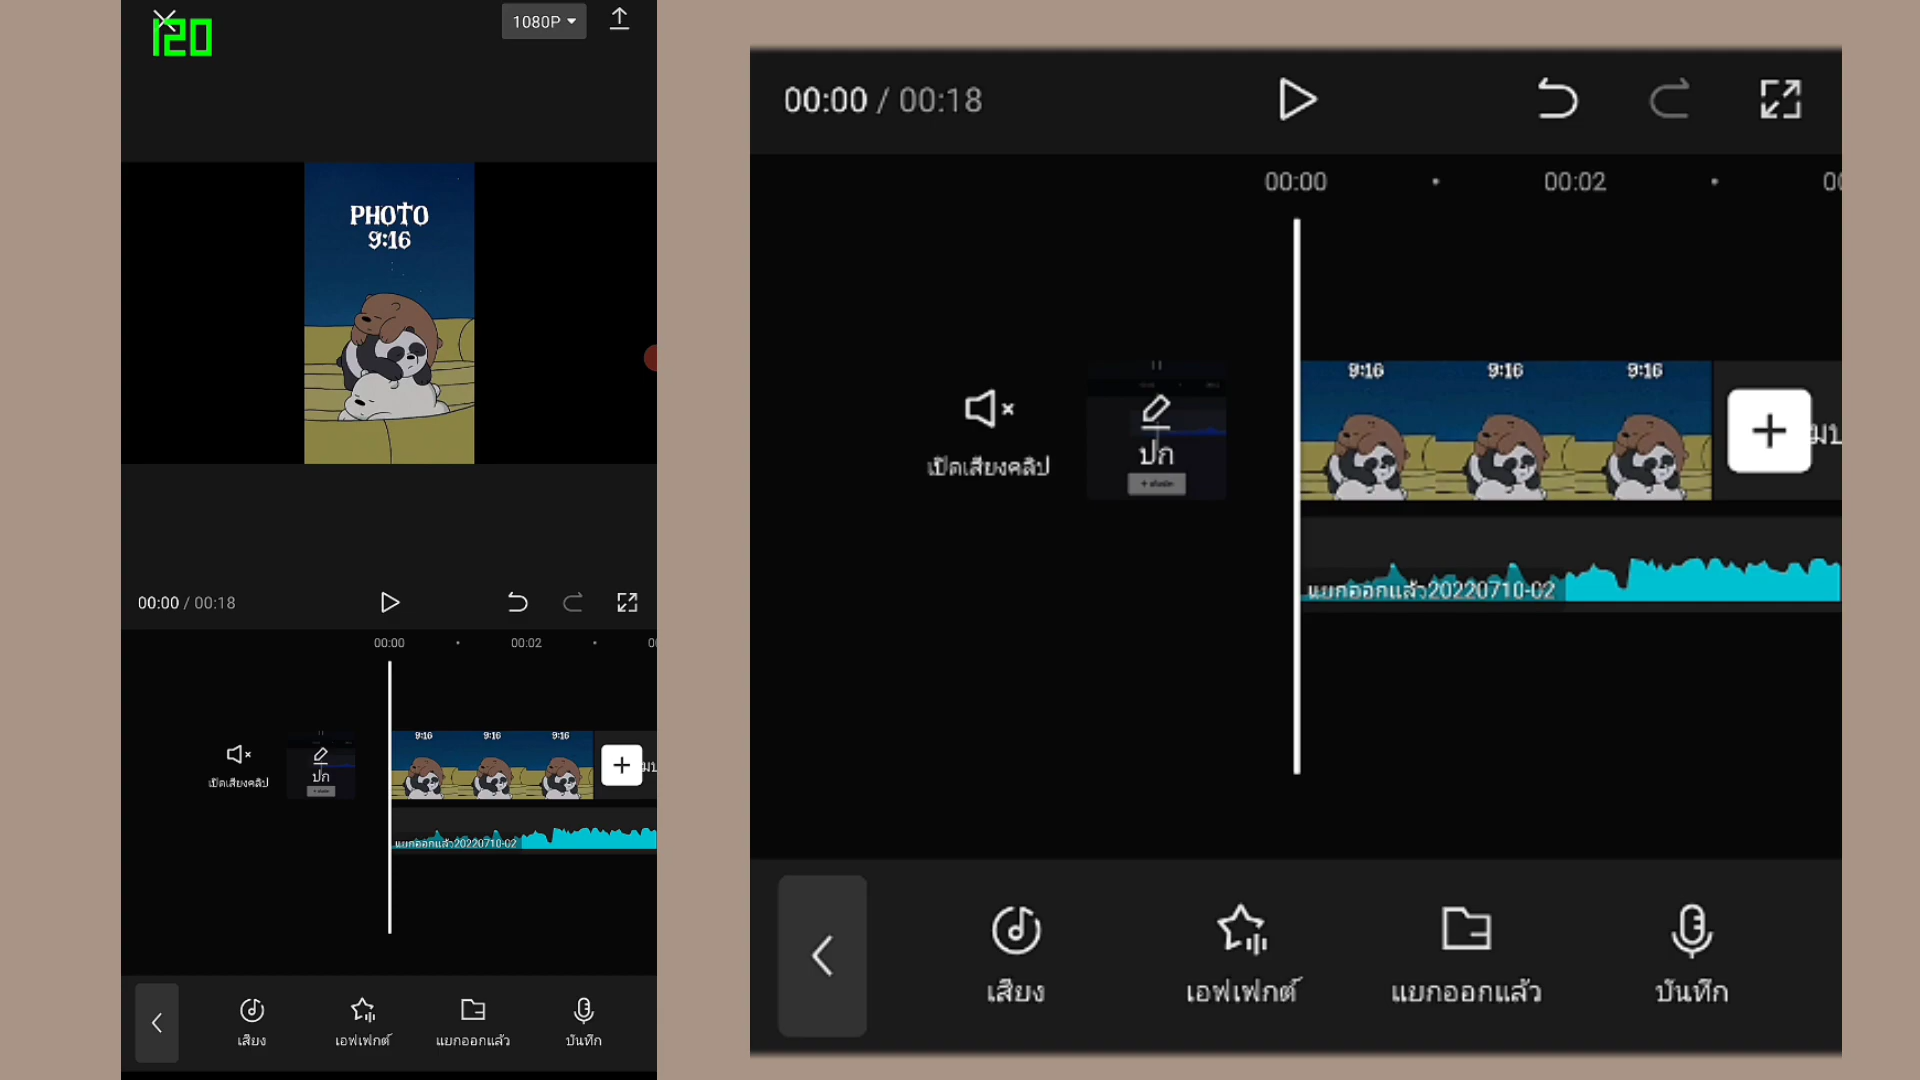 120
1080P
PHOTO
9:16
00:00 / 00:18
00:00
00:02
9:16 9:16 9:16
เปิดเสียงคลิป
ปก
แยกออกแล้ว20220710-02
เสียง
เอฟเฟกต์
แยกออกแล้ว
บันทึก
00:00 / 00:18
00:00
00:02
9:16 9:16 9:16
เปิดเสียงคลิป
ปก
แยกออกแล้ว20220710-02
เสียง
เอฟเฟกต์
แยกออกแล้ว
บันทึก